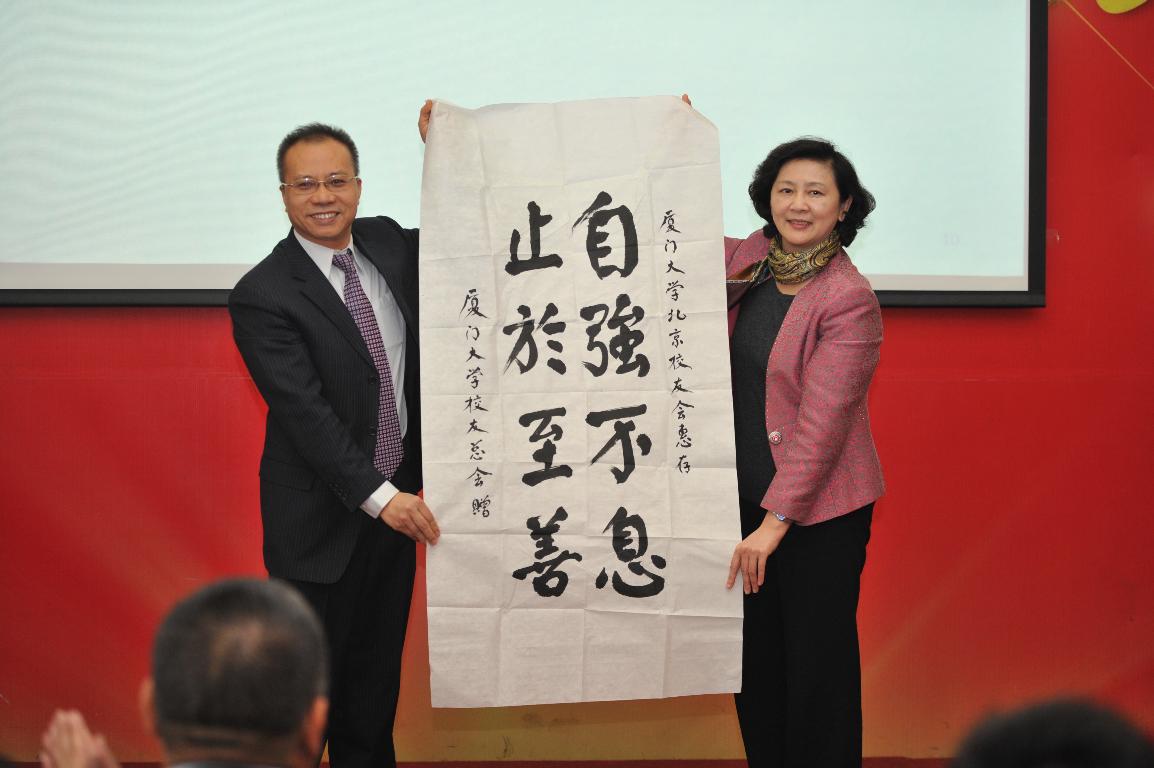 厦门大学北京校友会惠存
自強不息
止於至善
厦门大学校友总会赠